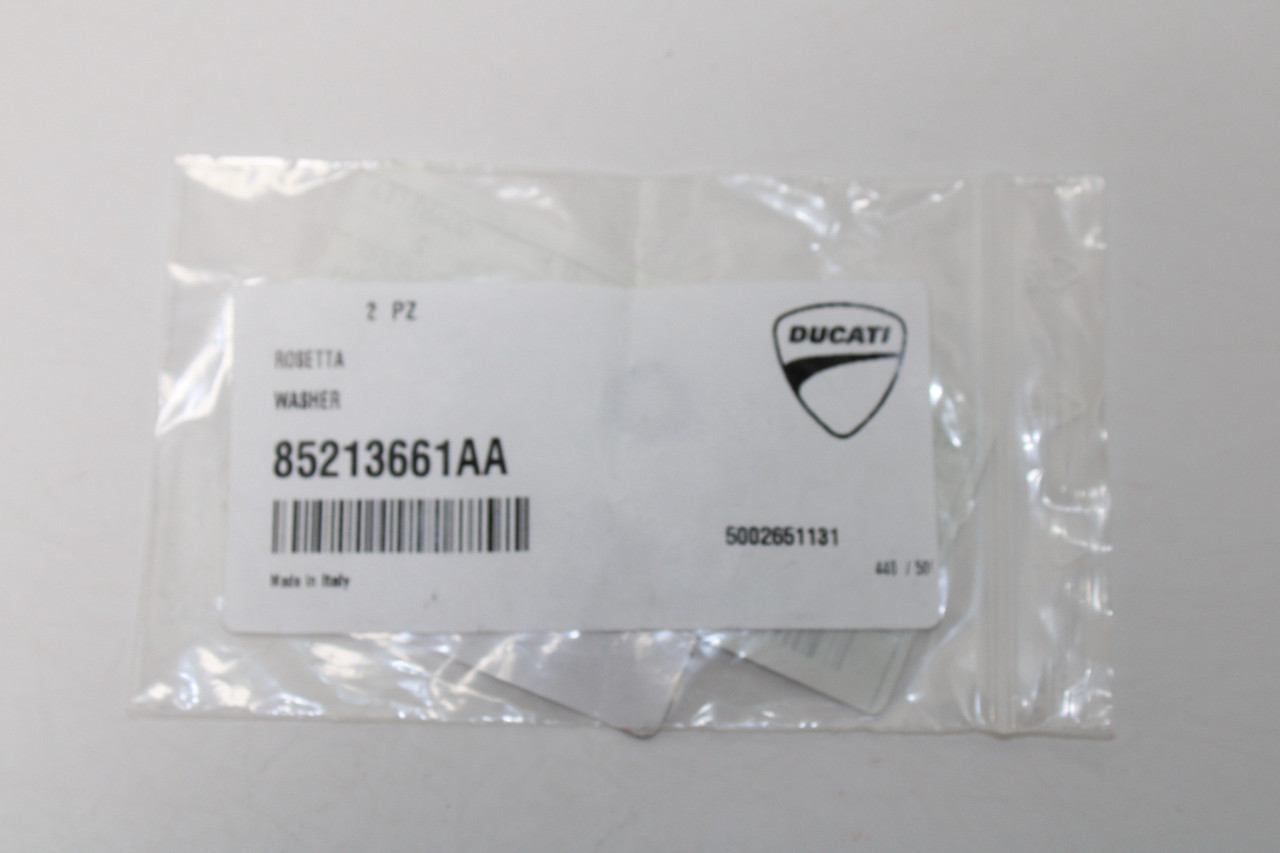 2 PZ
DUCATI
ROSETTA
WASHER
85213661AA
5002651131
Made in Italy